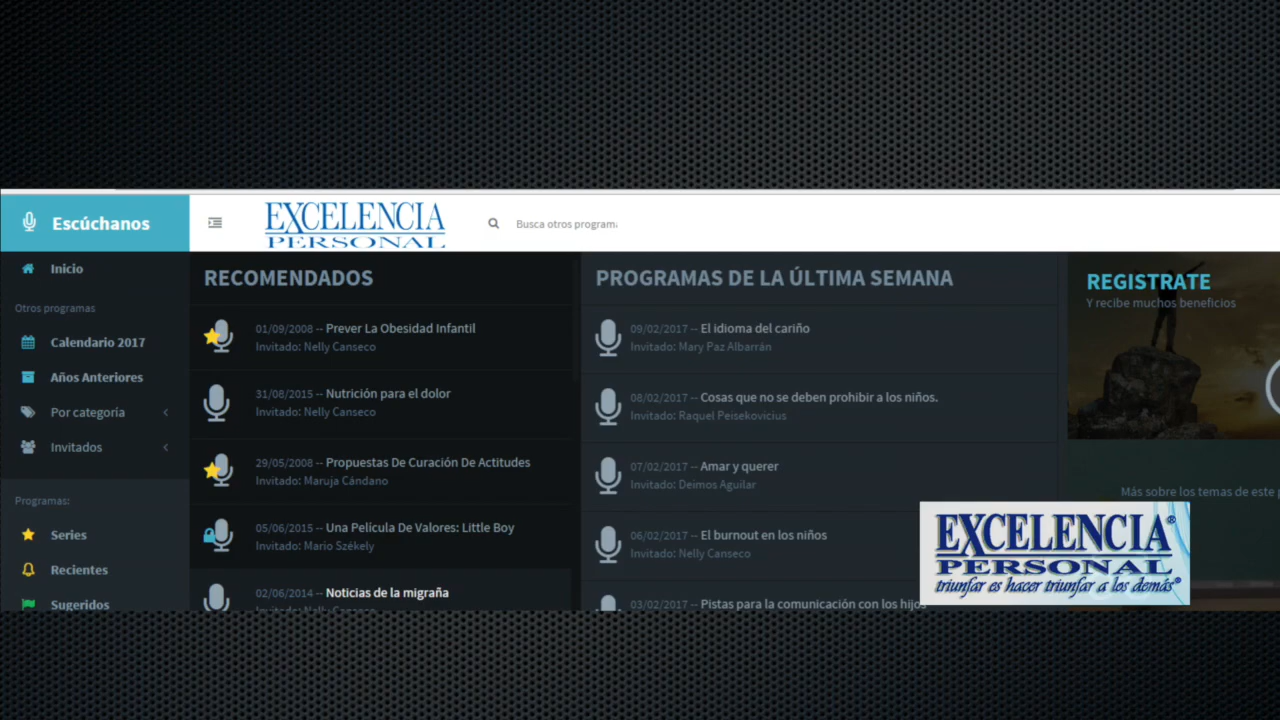 Escúchanos
EXCELENCIA
PERSONAL
Busca otros programa
Inicio
Otros programas
Calendario 2017
Años Anteriores
Por categoría
Invitados
Programas:
Series
Recientes
Sugeridos
RECOMENDADOS
01/09/2008 -- Prever La Obesidad Infantil
Invitado: Nelly Canseco
31/08/2015 -- Nutrición para el dolor
Invitado: Nelly Canseco
29/05/2008 -- Propuestas De Curación De Actitudes
Invitado: Maruja Cándano
05/06/2015 -- Una Película De Valores: Little Boy
Invitado: Mario Székely
02/06/2014 -- Noticias de la migraña
Invitado: Nelly Canseco
PROGRAMAS DE LA ÚLTIMA SEMANA
09/02/2017 -- El idioma del cariño
Invitado: Mary Paz Albarrán
08/02/2017 -- Cosas que no se deben prohibir a los niños.
Invitado: Raquel Peisekovicius
07/02/2017 -- Amar y querer
Invitado: Deimos Aguilar
06/02/2017 -- El burnout en los niños
Invitado: Nelly Canseco
03/02/2017 -- Pistas para la comunicación con los hijos
REGISTRATE
Y recibe muchos beneficios
Más sobre los temas de este
EXCELENCIA®
PERSONAL
triunfar es hacer triunfar a los demás®